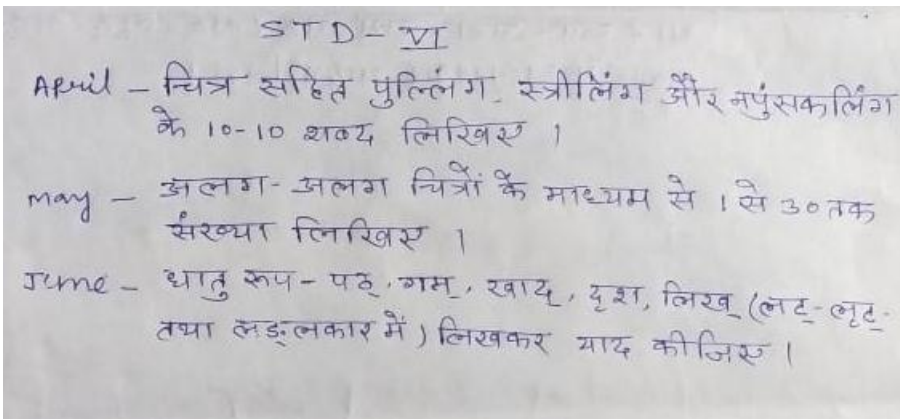 STD - VI
April - चित्र सहित पुल्लिंग, स्त्रीलिंग और नपुंसकलिंग
के 10-10 शब्द लिखिए ।
may - अलग-अलग चित्रों के माध्यम से 1 से 30 तक
संख्या लिखिए ।
June - धातु रूप - पठ्, गम्, खाद्, दृश, लिख् (लट्-लृट्-
तथा लङ्लकार में) लिखकर याद कीजिए ।